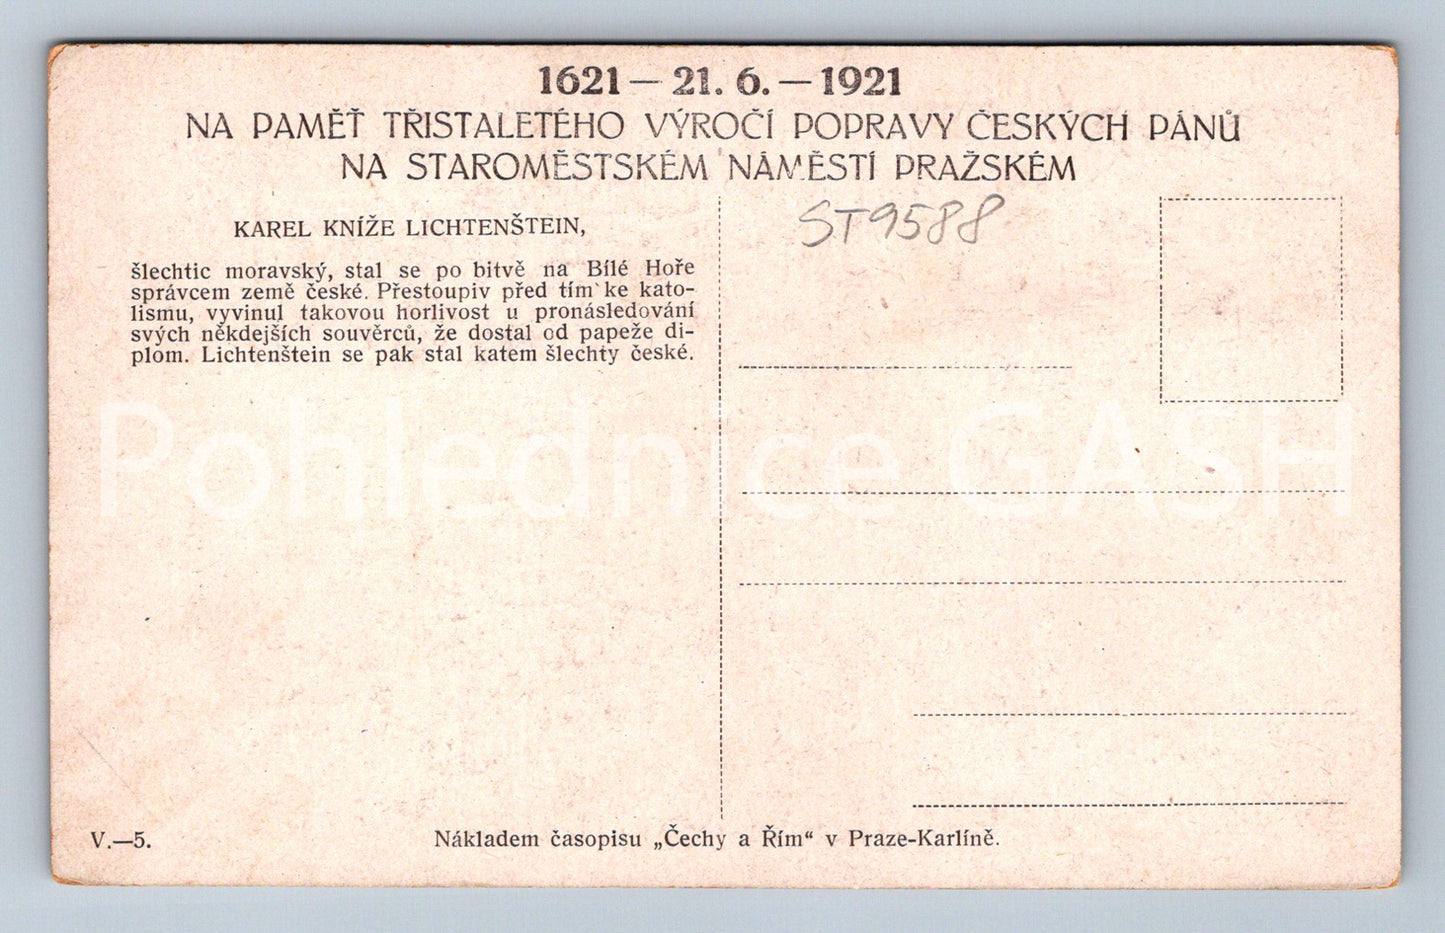 1621 — 21. 6. — 1921
NA PAMĚŤ TŘISTALETÉHO VÝROČÍ POPRAVY ČESKÝCH PÁNŮ
NA STAROMĚSTSKÉM NÁMĚSTÍ PRAŽSKÉM
ST9588
KAREL KNÍŽE LICHTENŠTEIN,
šlechtic moravský, stal se po bitvě na Bílé Hoře
správcem země české. Přestoupiv před tím ke kato-
lismu, vyvinul takovou horlivost u pronásledování
svých někdejších souvěrců, že dostal od papeže di-
plom. Lichtenštein se pak stal katem šlechty české.
Pohlednice GASH
V.—5.
Nákladem časopisu „Čechy a Řím“ v Praze-Karlíně.